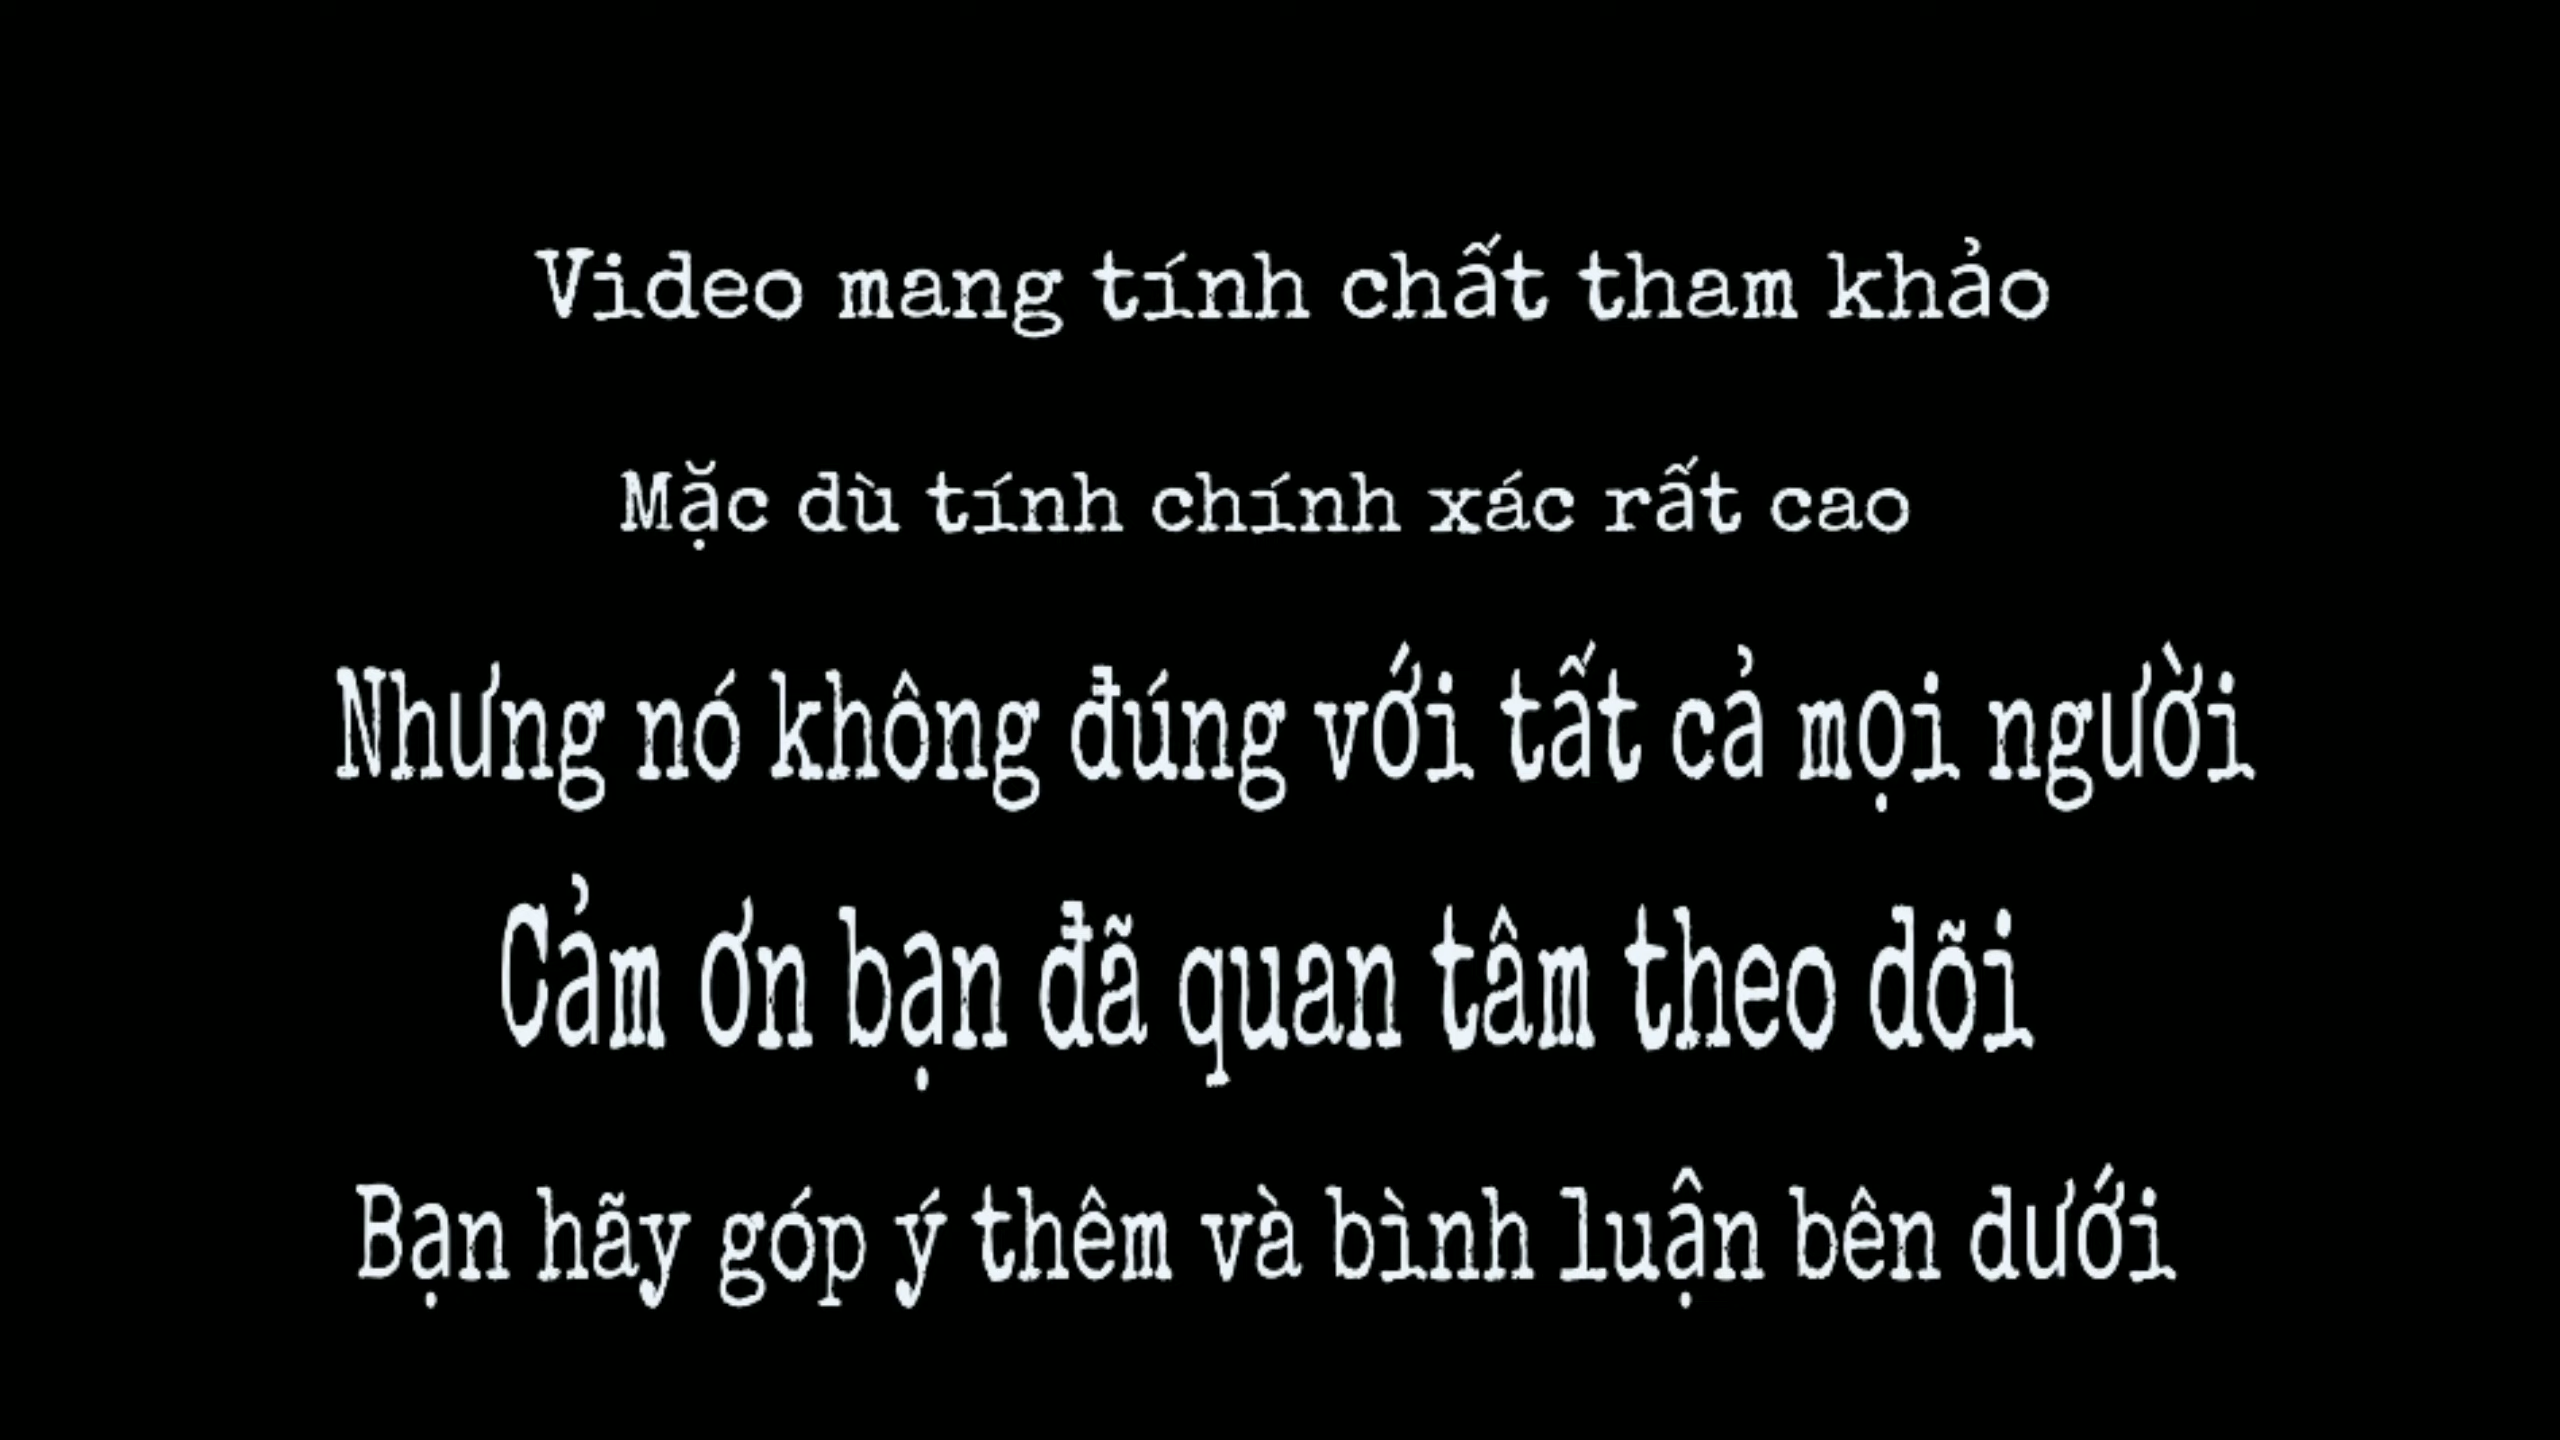 Video mang tính chất tham khảo
Mặc dù tính chính xác rất cao
Nhưng nó không đúng với tất cả mọi người
Cảm ơn bạn đã quan tâm theo dõi
Bạn hãy góp ý thêm và bình luận bên dưới